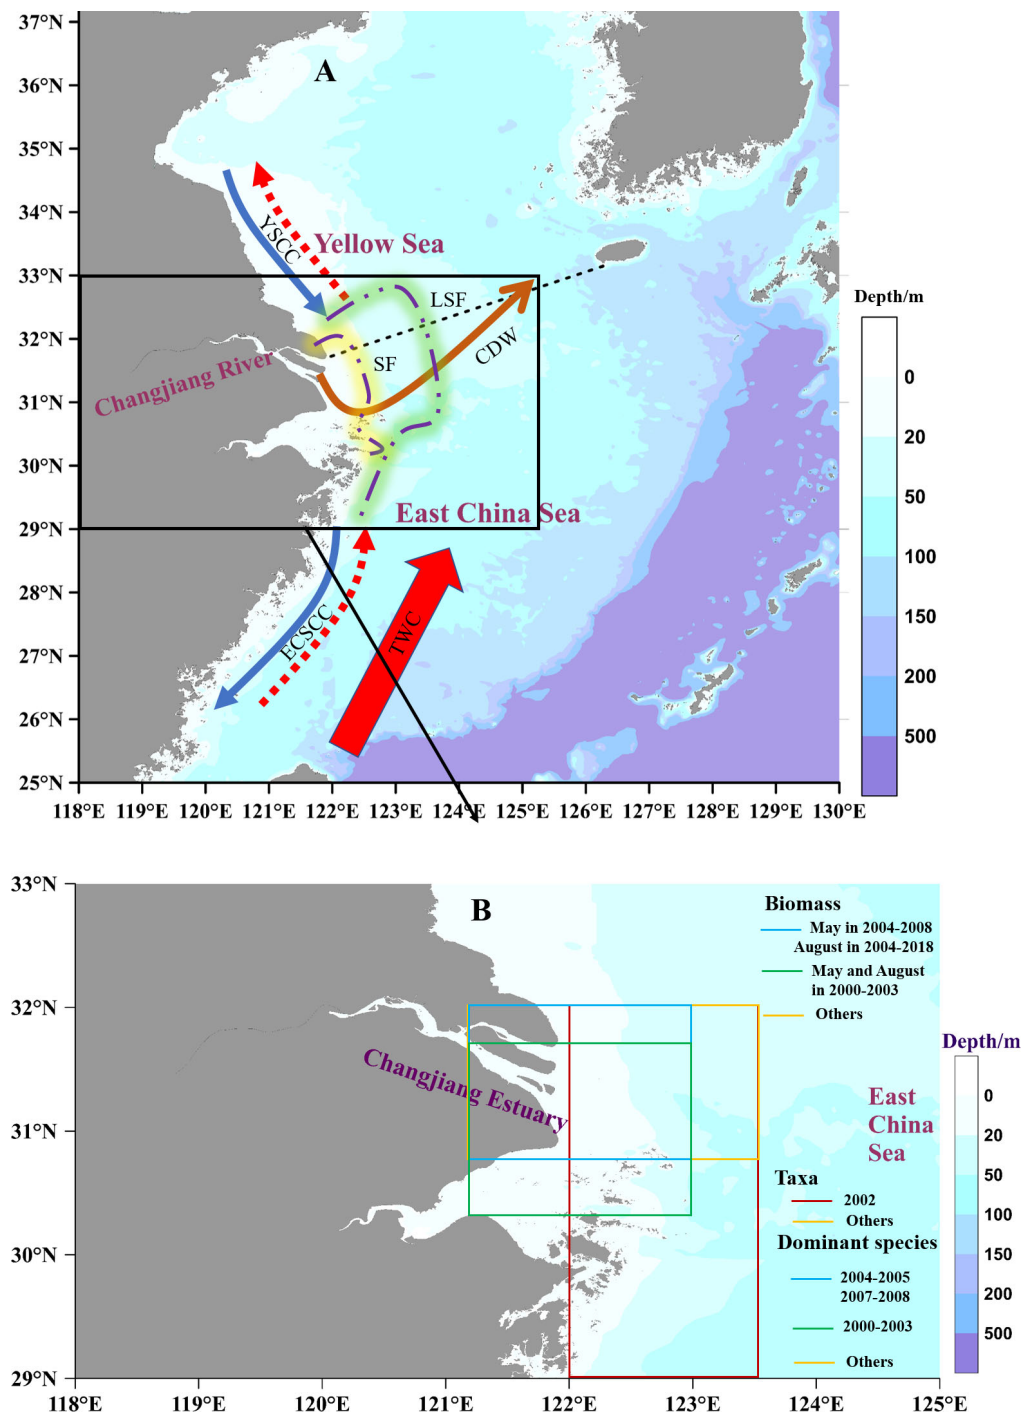 37°N
36°N
35°N
34°N
33°N
32°N
31°N
30°N
29°N
28°N
27°N
26°N
25°N
118°E
119°E
120°E
121°E
122°E
123°E
124°E
125°E
126°E
127°E
128°E
129°E
130°E
A
YSCC
Yellow Sea
LSF
SF
CDW
Changjiang River
East China Sea
ECSCC
TWC
Depth/m
0
20
50
100
150
200
500
33°N
32°N
31°N
30°N
29°N
118°E
119°E
120°E
121°E
122°E
123°E
124°E
125°E
B
Changjiang Estuary
East
China
Sea
Biomass
May in 2004-2008
August in 2004-2018
May and August
in 2000-2003
Others
Taxa
2002
Others
Dominant species
2004-2005
2007-2008
2000-2003
Others
Depth/m
0
20
50
100
150
200
500